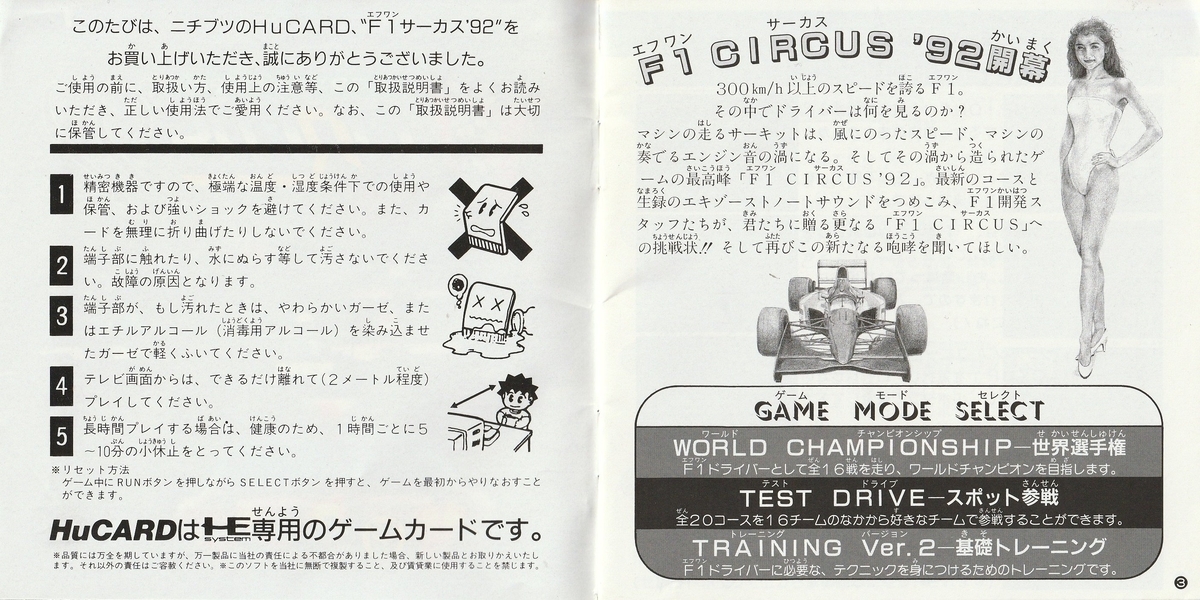 このたびは、ニチブツのHuCARD、"F1サーカス'92"を
お買い上げいただき、誠にありがとうございました。
ご使用の前に、取扱い方、使用上の注意等、この「取扱説明書」をよくお読み
いただき、正しい使用法でご愛用ください。なお、この「取扱説明書」は大切
に保管してください。
1 精密機器ですので、極端な温度・湿度条件下での使用や
保管、および強いショックを避けてください。また、カ
ードを無理に折り曲げたりしないでください。
2 端子部に触れたり、水にぬらす等して汚さないでくださ
い。故障の原因となります。
3 端子部が、もし汚れたときは、やわらかいガーゼ、また
はエチルアルコール（消毒用アルコール）を染み込ませ
たガーゼで軽くふいてください。
4 テレビ画面からは、できるだけ離れて(2メートル程度)
プレイしてください。
5 長時間プレイする場合は、健康のため、1時間ごとに5
～10分の小休止をとってください。
※リセット方法
ゲーム中にRUNボタンを押しながらSELECTボタンを押すと、ゲームを最初からやりなおすこと
ができます。
HuCARDはHE SYSTEM専用のゲームカードです。
※品質には万全を期していますが、万一製品に当社の責任による不都合がありました場合、新しい製品とお取りかえいたし
ます。それ以外の責任はご容赦ください。※このソフトを当社に無断で複製すること、及び賃貸業に使用することを禁じます。
F1 CIRCUS '92開幕
300km/h以上のスピードを誇るF1。
その中でドライバーは何を見るのか？
マシンの走るサーキットは、風にのったスピード、マシンの
奏でるエンジン音の渦になる。そしてその渦から造られたゲ
ームの最高峰「F1 CIRCUS'92」。最新のコースと
生録のエキゾーストノートサウンドをつめこみ、F1開発ス
タッフたちが、君たちに贈る更なる「F1 CIRCUS」へ
の挑戦状!! そして再びこの新たなる咆哮を聞いてほしい。
GAME MODE SELECT
WORLD CHAMPIONSHIP—世界選手権
F1ドライバーとして全16戦を走り、ワールドチャンピオンを目指します。
TEST DRIVE—スポット参戦
全20コースを16チームのなかから好きなチームで参戦することができます。
TRAINING Ver.2—基礎トレーニング
F1ドライバーに必要な、テクニックを身につけるためのトレーニングです。
3